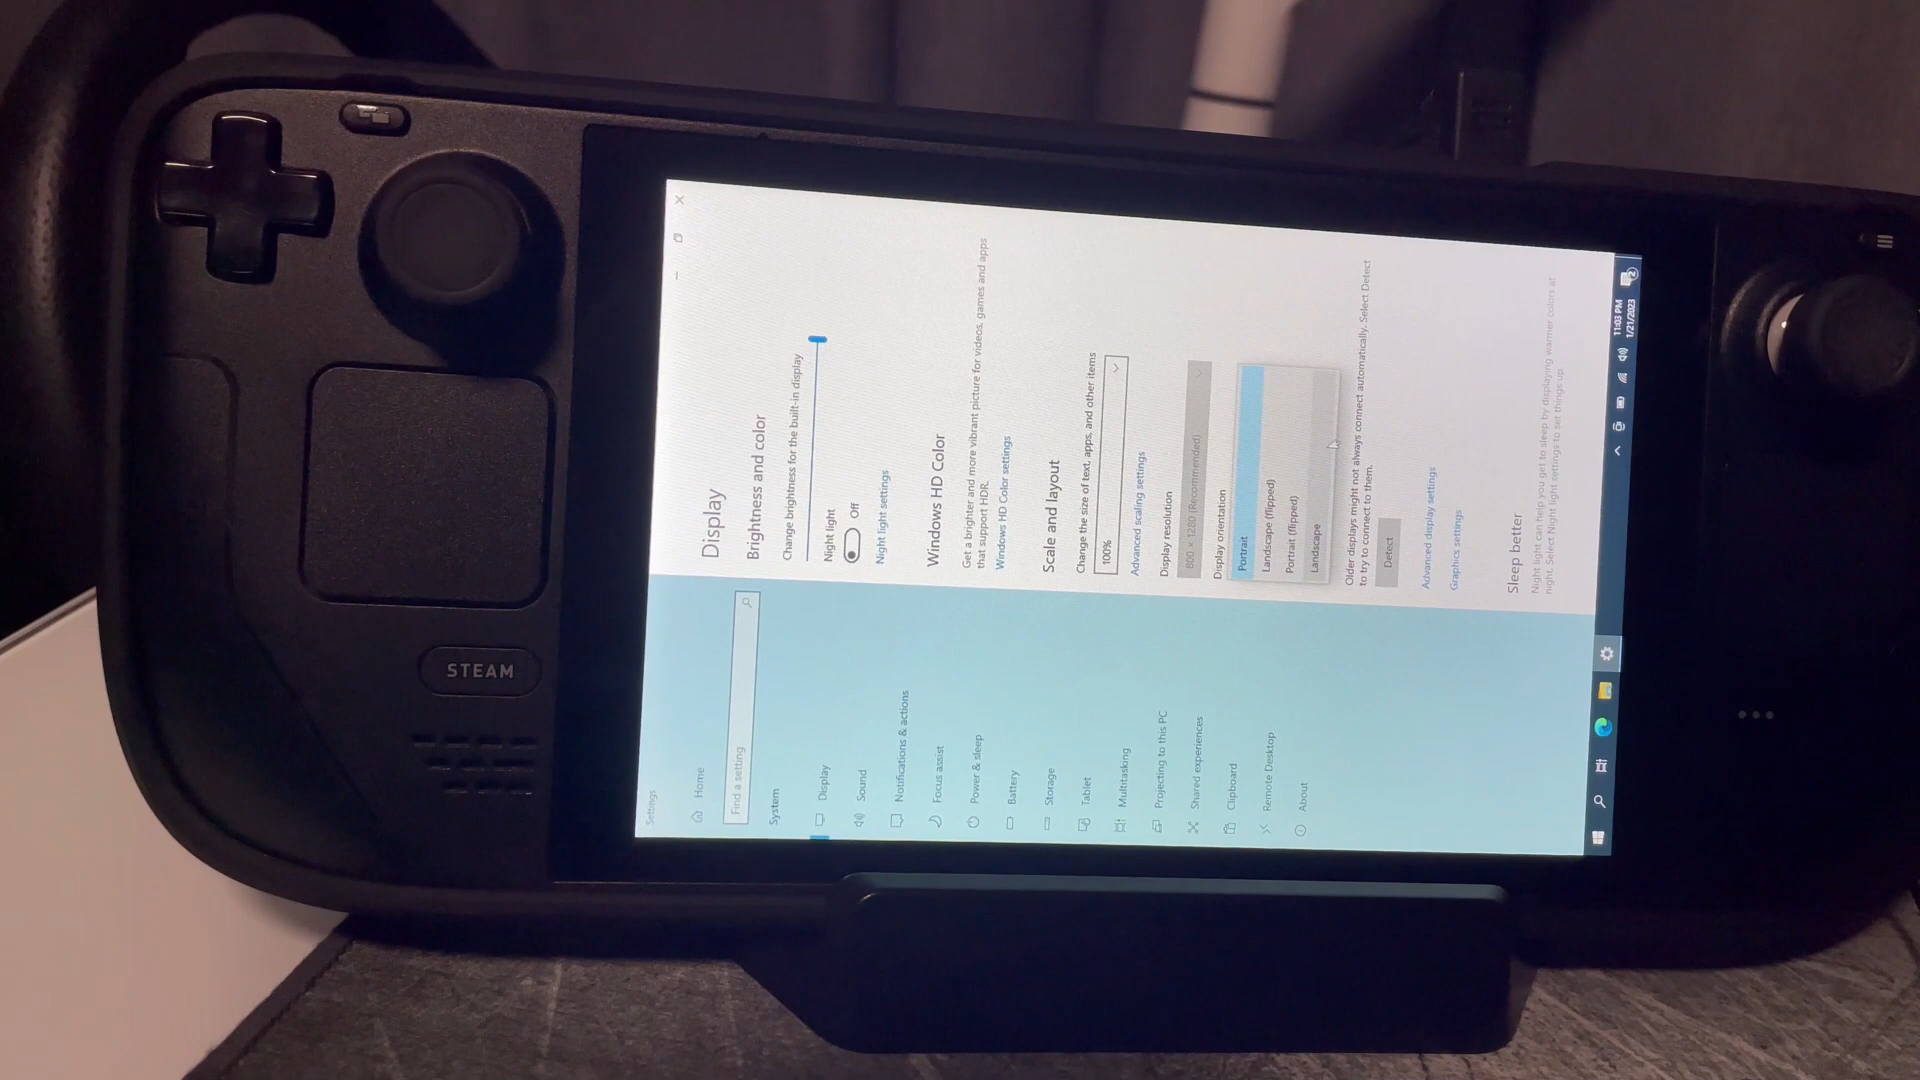 STEAM
Settings
Home
Find a setting
System
Display
Sound
Notifications & actions
Focus assist
Power & sleep
Battery
Storage
Tablet
Multitasking
Projecting to this PC
Shared experiences
Clipboard
Remote Desktop
About
Display
Brightness and color
Change brightness for the built-in display
Night light
Off
Night light settings
Windows HD Color
Get a brighter and more vibrant picture for videos, games and apps
that support HDR.
Windows HD Color settings
Scale and layout
Change the size of text, apps, and other items
100%
Advanced scaling settings
Display resolution
800 × 1280 (Recommended)
Display orientation
Portrait
Landscape (flipped)
Portrait (flipped)
Landscape
Older displays might not always connect automatically. Select Detect
to try to connect to them.
Detect
Advanced display settings
Graphics settings
Sleep better
Night light can help you get to sleep by displaying warmer colors at
night. Select Night light settings to set things up.
11:03 PM
1/21/2023
2